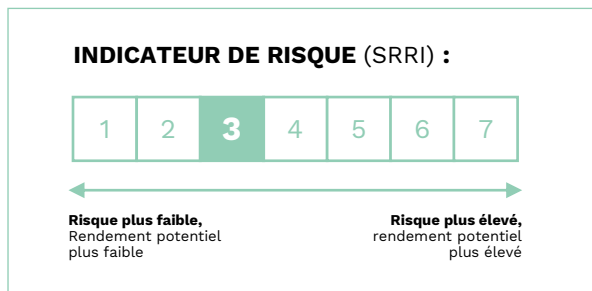 INDICATEUR DE RISQUE (SRRI) :
1 2 3 4 5 6 7
Risque plus faible,
Rendement potentiel
plus faible
Risque plus élevé,
rendement potentiel
plus élevé